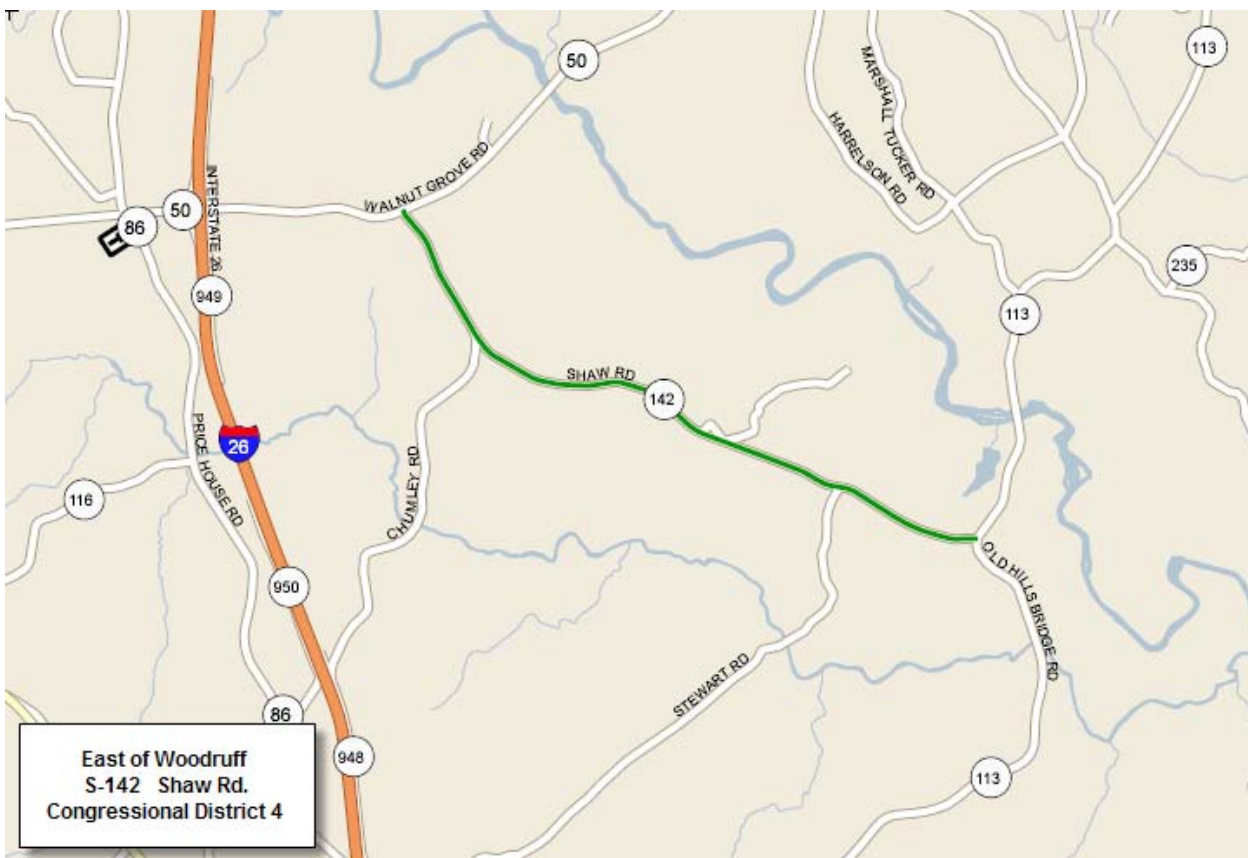 50
113
MARSHALL TUCKER RD
HARRELSON RD
WALNUT GROVE RD
INTERSTATE 26
50
86
235
949
113
SHAW RD
142
26
PRICE HOUSE RD
CHUMLEY RD
116
950
OLD HILLS BRIDGE RD
STEWART RD
86
948
113
East of Woodruff
S-142 Shaw Rd.
Congressional District 4